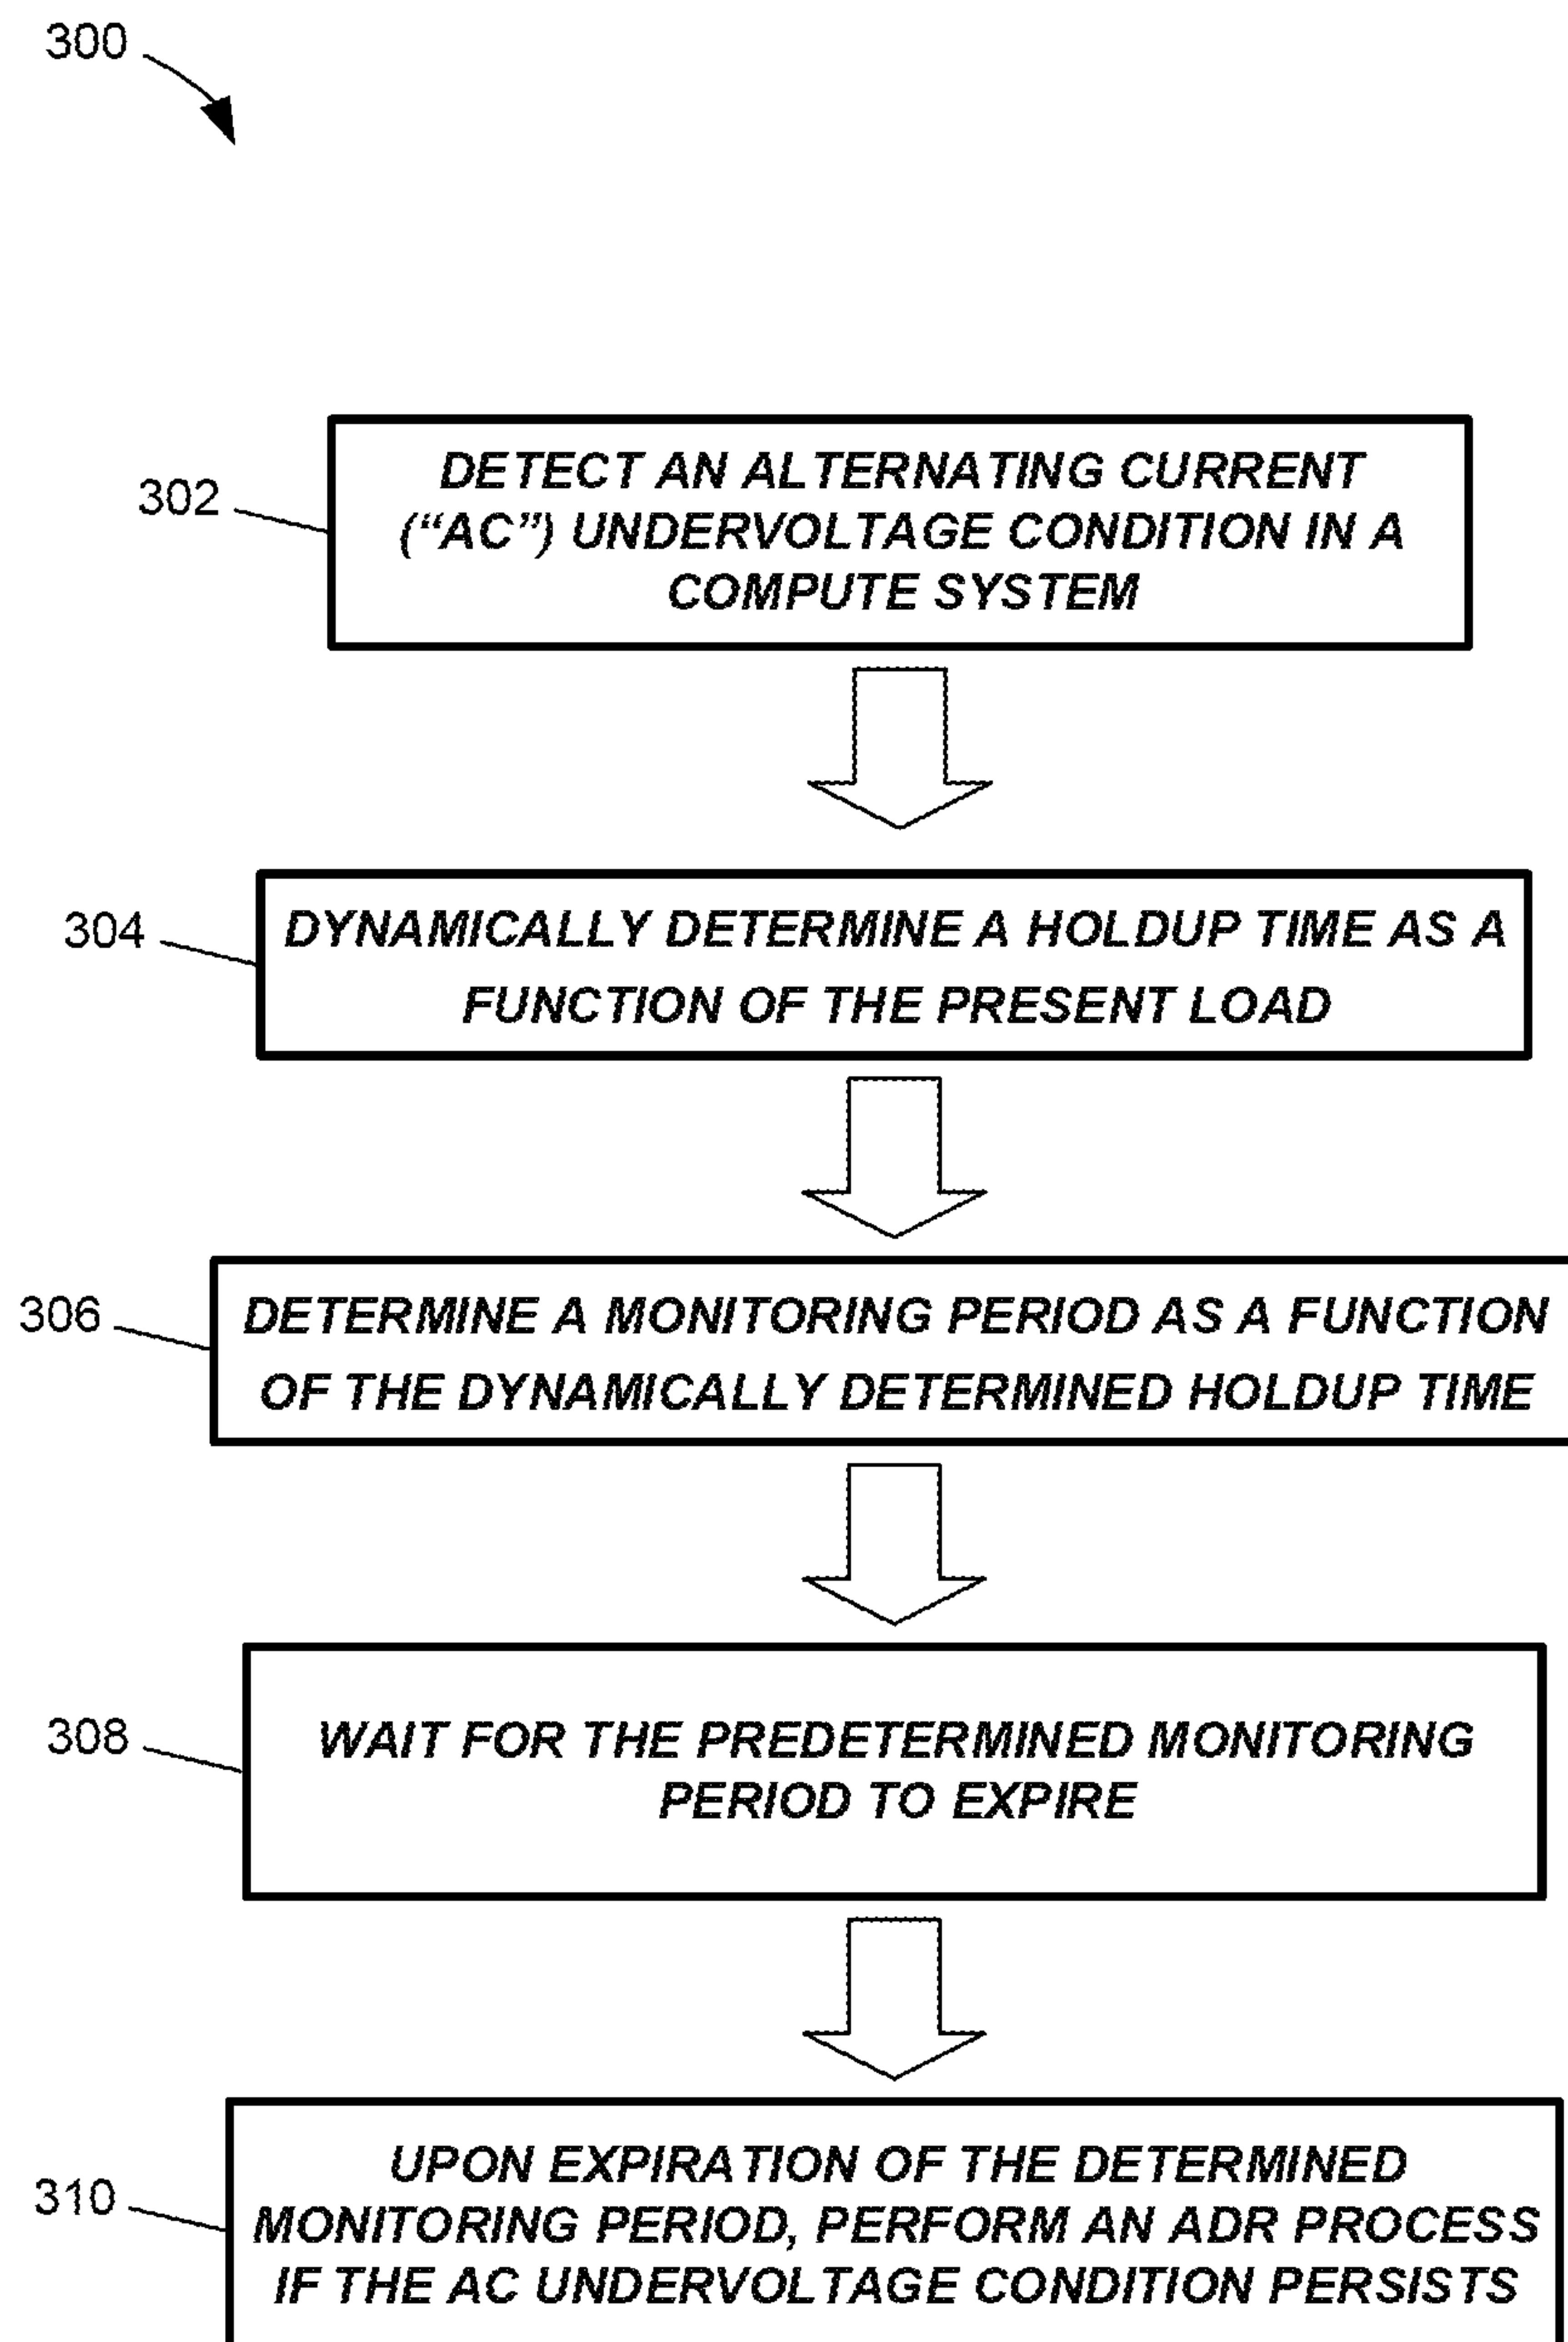 300
302
DETECT AN ALTERNATING CURRENT
(“AC”) UNDERVOLTAGE CONDITION IN A
COMPUTE SYSTEM
304
DYNAMICALLY DETERMINE A HOLDUP TIME AS A
FUNCTION OF THE PRESENT LOAD
306
DETERMINE A MONITORING PERIOD AS A FUNCTION
OF THE DYNAMICALLY DETERMINED HOLDUP TIME
308
WAIT FOR THE PREDETERMINED MONITORING
PERIOD TO EXPIRE
310
UPON EXPIRATION OF THE DETERMINED
MONITORING PERIOD, PERFORM AN ADR PROCESS
IF THE AC UNDERVOLTAGE CONDITION PERSISTS